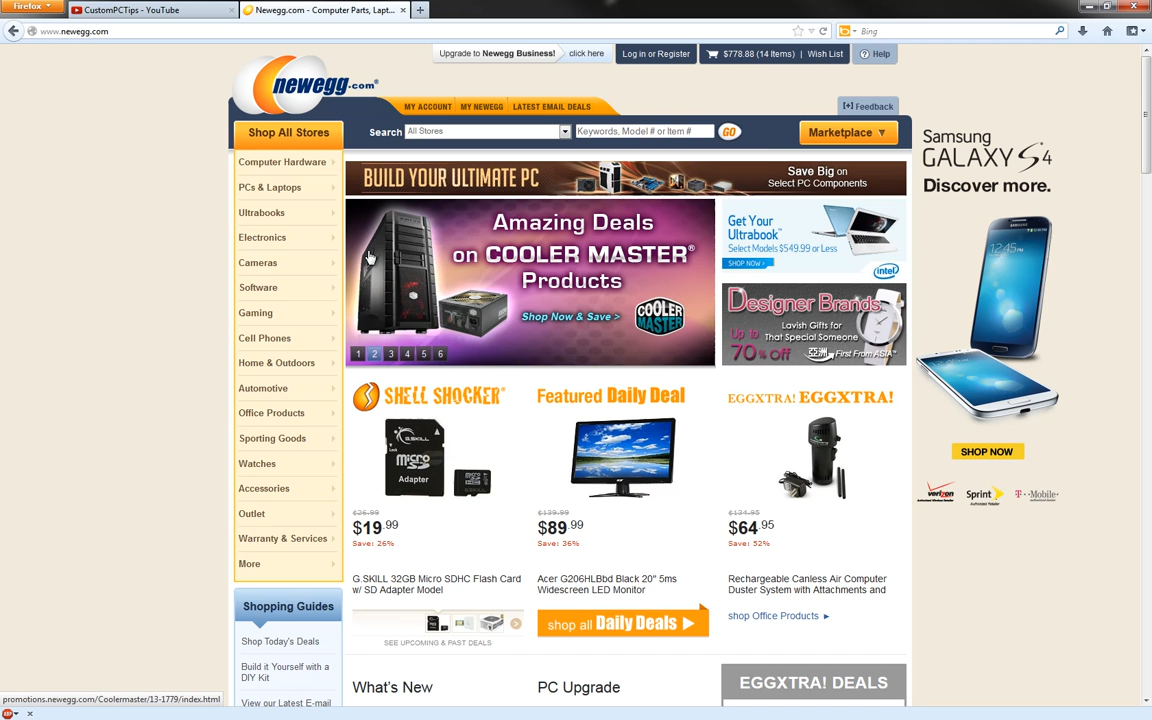 Firefox
CustomPCTips - YouTube
Newegg.com - Computer Parts, Lapt...
www.newegg.com
Bing
Upgrade to Newegg Business!
click here
Log in or Register
$778.88 (14 Items) | Wish List
Help
newegg.com®
MY ACCOUNT
MY NEWEGG
LATEST EMAIL DEALS
[+] Feedback
Shop All Stores
Search
All Stores
Keywords, Model # or Item #
GO
Marketplace ▼
Computer Hardware
PCs & Laptops
Ultrabooks
Electronics
Cameras
Software
Gaming
Cell Phones
Home & Outdoors
Automotive
Office Products
Sporting Goods
Watches
Accessories
Outlet
Warranty & Services
More
Shopping Guides
Shop Today's Deals
Build it Yourself with a
DIY Kit
View our Latest E-mail
BUILD YOUR ULTIMATE PC
Save Big on
Select PC Components
Amazing Deals
on COOLER MASTER®
Products
Shop Now & Save >
COOLER
MASTER
1 2 3 4 5 6
Get Your
Ultrabook™
Select Models $549.99 or Less
SHOP NOW
intel
Designer Brands
Lavish Gifts for
That Special Someone
Up to
70% off
First From ASIA™
SHELL SHOCKER®
G.SKILL
micro
SD
Adapter
$26.99
$19.99
Save: 26%
G.SKILL 32GB Micro SDHC Flash Card
w/ SD Adapter Model
SEE UPCOMING & PAST DEALS
Featured Daily Deal
$139.99
$89.99
Save: 36%
Acer G206HLBbd Black 20" 5ms
Widescreen LED Monitor
shop all Daily Deals
EGGXTRA! EGGXTRA!
$134.95
$64.95
Save: 52%
Rechargeable Canless Air Computer
Duster System with Attachments and
shop Office Products ►
What's New
PC Upgrade
EGGXTRA! DEALS
Samsung
GALAXY S4
Discover more.
12:45
SHOP NOW
verizon
Sprint
T-Mobile
promotions.newegg.com/Coolermaster/13-1779/index.html